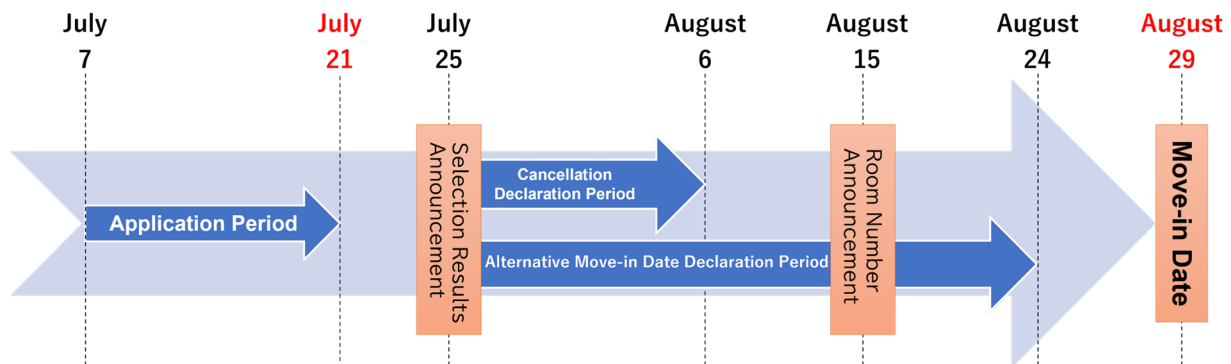 July
7
July
21
July
25
August
6
August
15
August
24
August
29
Application Period
Selection Results
Announcement
Cancellation
Declaration Period
Alternative Move-in Date Declaration Period
Room Number
Announcement
Move-in Date